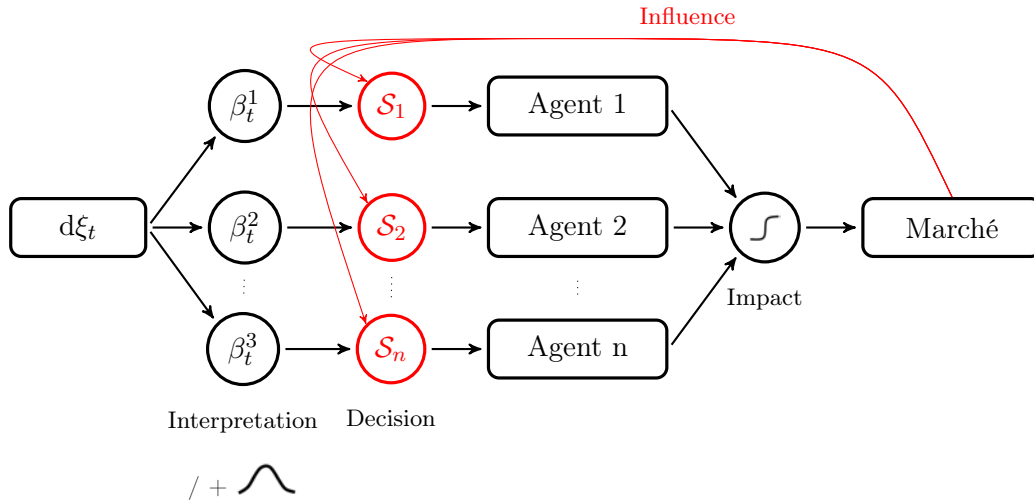 Influence
β_t^1 S_1 Agent 1
dξ_t β_t^2 S_2 Agent 2 Marché
Impact
β_t^3 S_n Agent n
Interpretation Decision
/ +